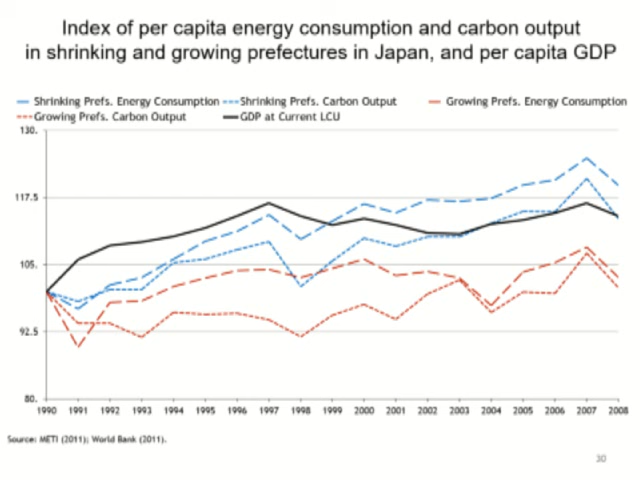 Index of per capita energy consumption and carbon output
in shrinking and growing prefectures in Japan, and per capita GDP
Shrinking Prefs. Energy Consumption Shrinking Prefs. Carbon Output Growing Prefs. Energy Consumption
Growing Prefs. Carbon Output GDP at Current LCU
130.
117.5
105.
92.5
80.
1990 1991 1992 1993 1994 1995 1996 1997 1998 1999 2000 2001 2002 2003 2004 2005 2006 2007 2008
Source: METI (2011); World Bank (2011).
30